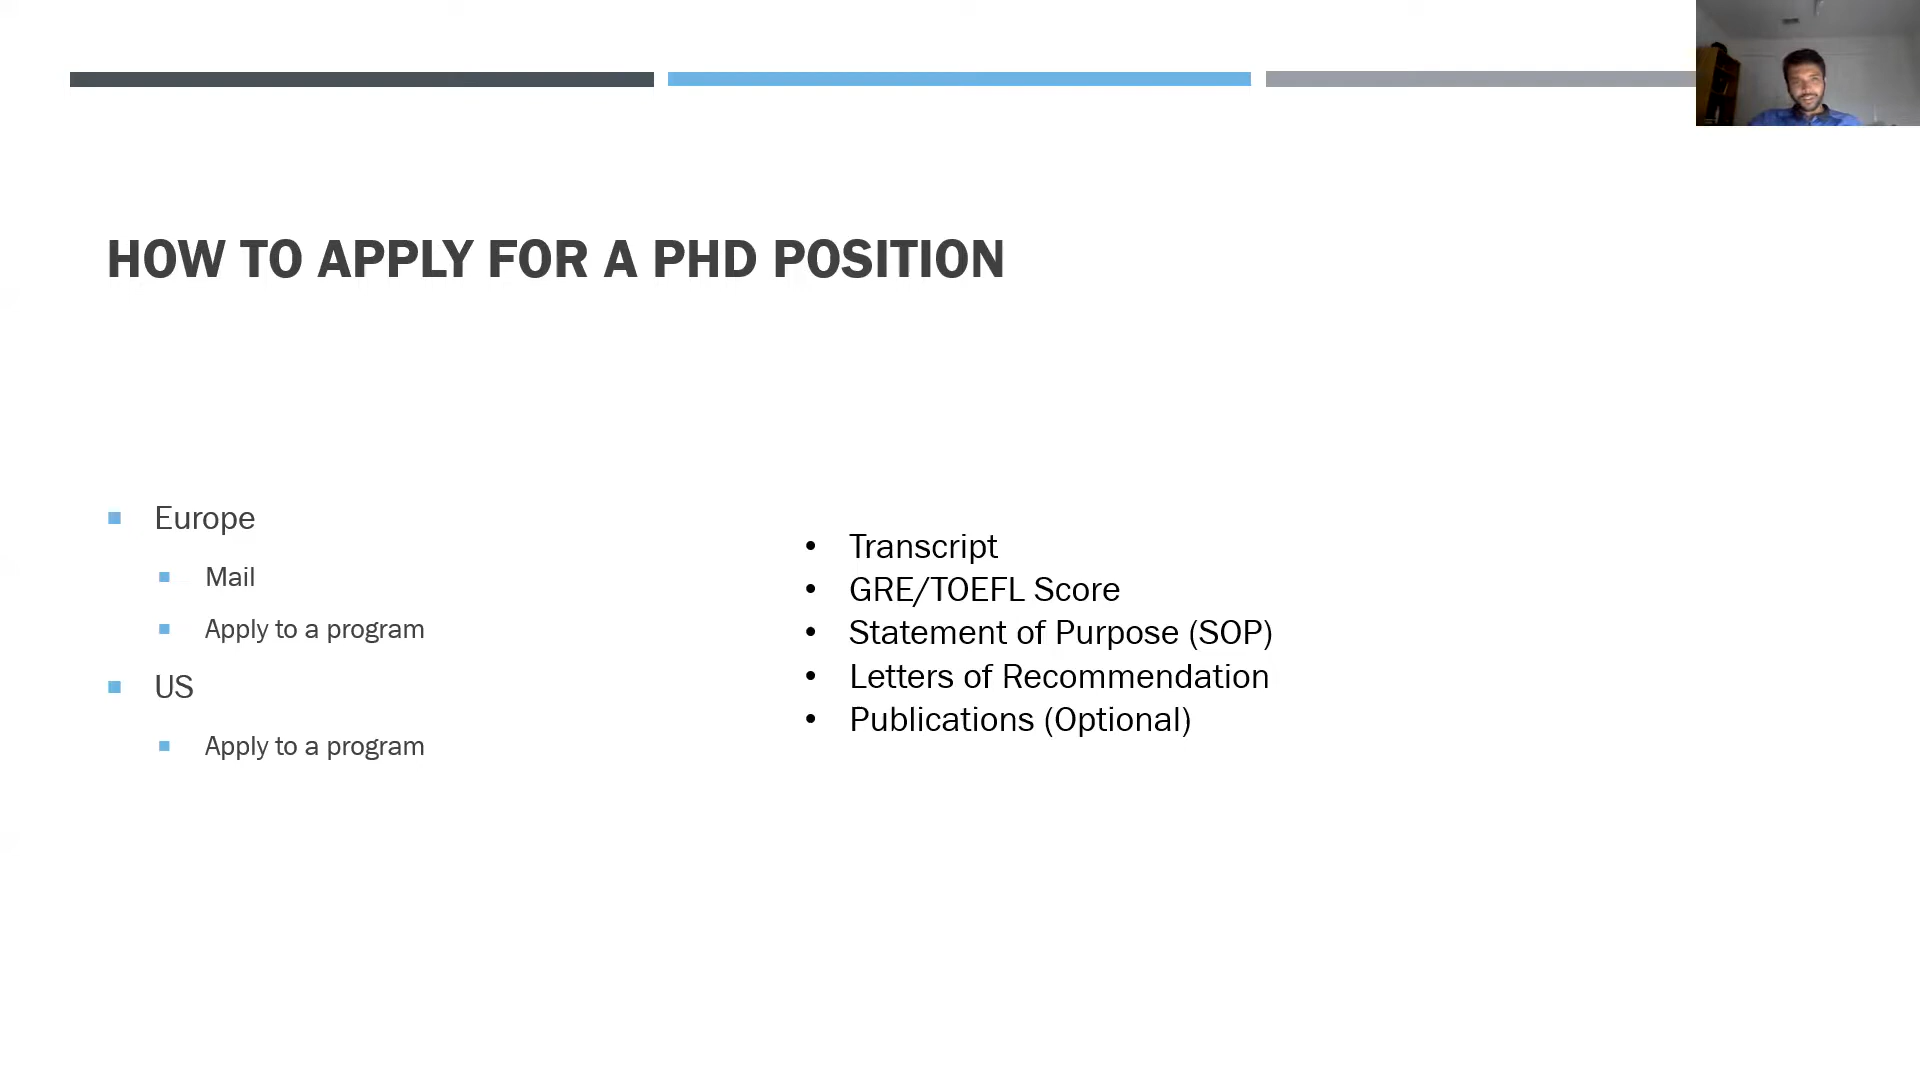 HOW TO APPLY FOR A PHD POSITION
Europe
Mail
Apply to a program
US
Apply to a program
Transcript
GRE/TOEFL Score
Statement of Purpose (SOP)
Letters of Recommendation
Publications (Optional)